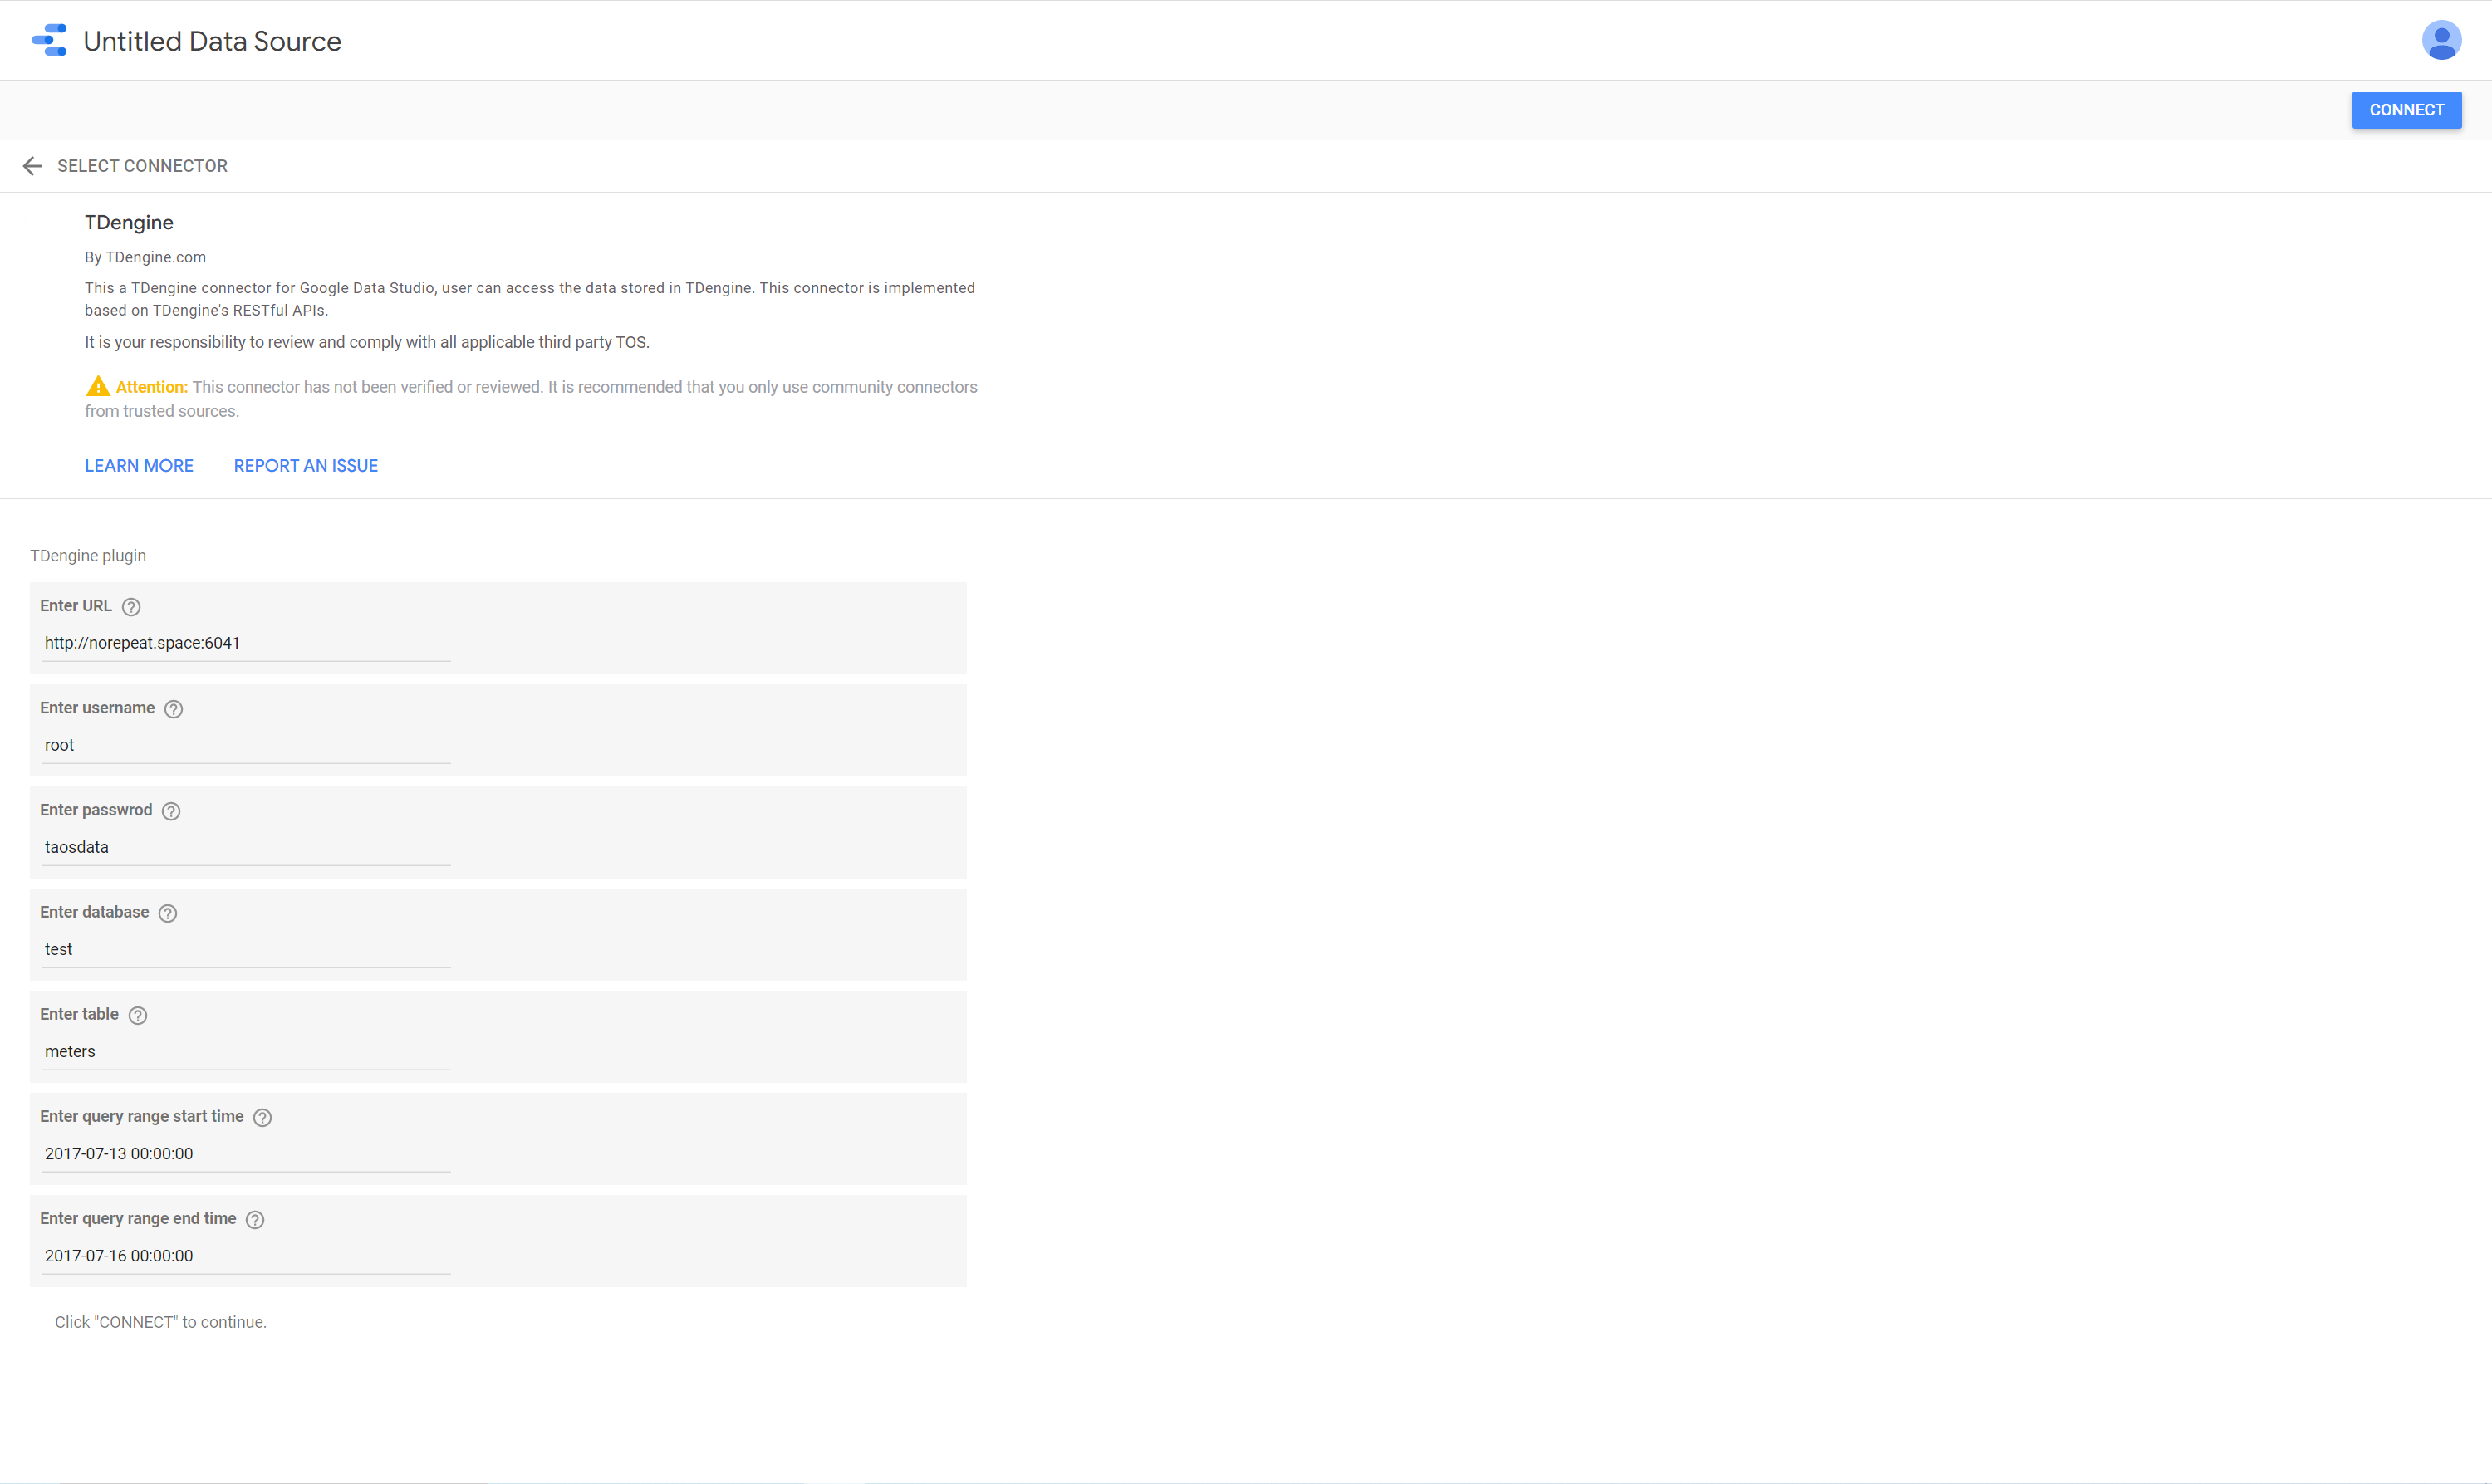 Untitled Data Source
CONNECT
SELECT CONNECTOR
TDengine
By TDengine.com
This a TDengine connector for Google Data Studio, user can access the data stored in TDengine. This connector is implemented
based on TDengine's RESTful APIs.
It is your responsibility to review and comply with all applicable third party TOS.
Attention: This connector has not been verified or reviewed. It is recommended that you only use community connectors
from trusted sources.
LEARN MORE REPORT AN ISSUE
TDengine plugin
Enter URL
http://norepeat.space:6041
Enter username
root
Enter passwrod
taosdata
Enter database
test
Enter table
meters
Enter query range start time
2017-07-13 00:00:00
Enter query range end time
2017-07-16 00:00:00
Click "CONNECT" to continue.